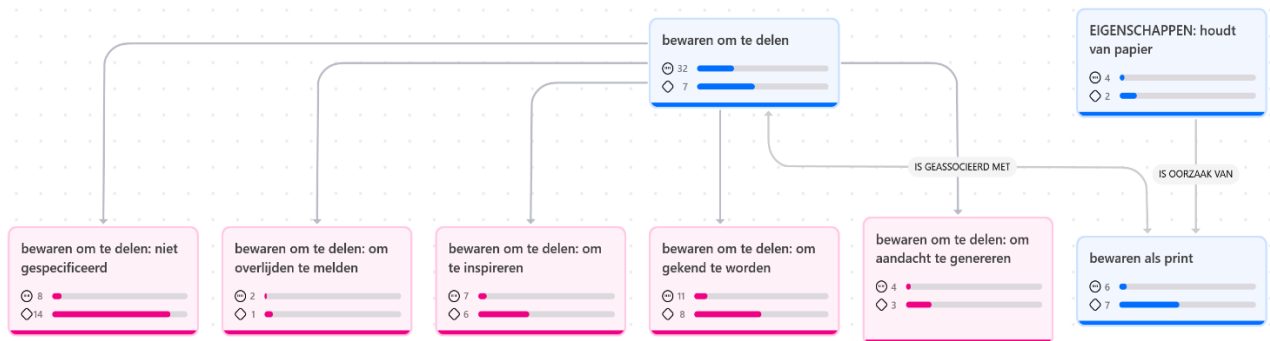 bewaren om te delen
32
7
EIGENSCHAPPEN: houdt
van papier
4
2
IS GEASSOCIEERD MET
IS OORZAAK VAN
bewaren om te delen: niet
gespecificeerd
8
14
bewaren om te delen: om
overlijden te melden
2
1
bewaren om te delen: om
te inspireren
7
6
bewaren om te delen: om
gekend te worden
11
8
bewaren om te delen: om
aandacht te genereren
4
3
bewaren als print
6
7